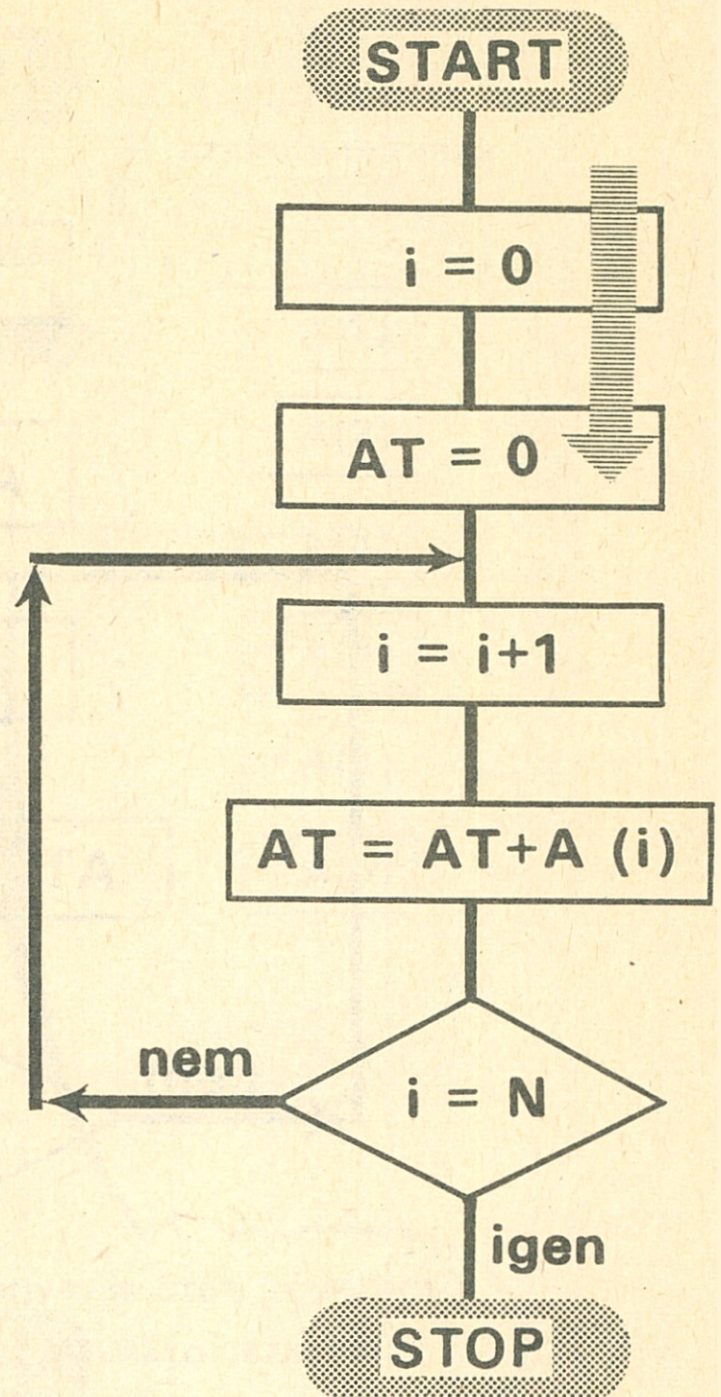 START
i = 0
AT = 0
i = i+1
AT = AT+A (i)
nem
i = N
igen
STOP